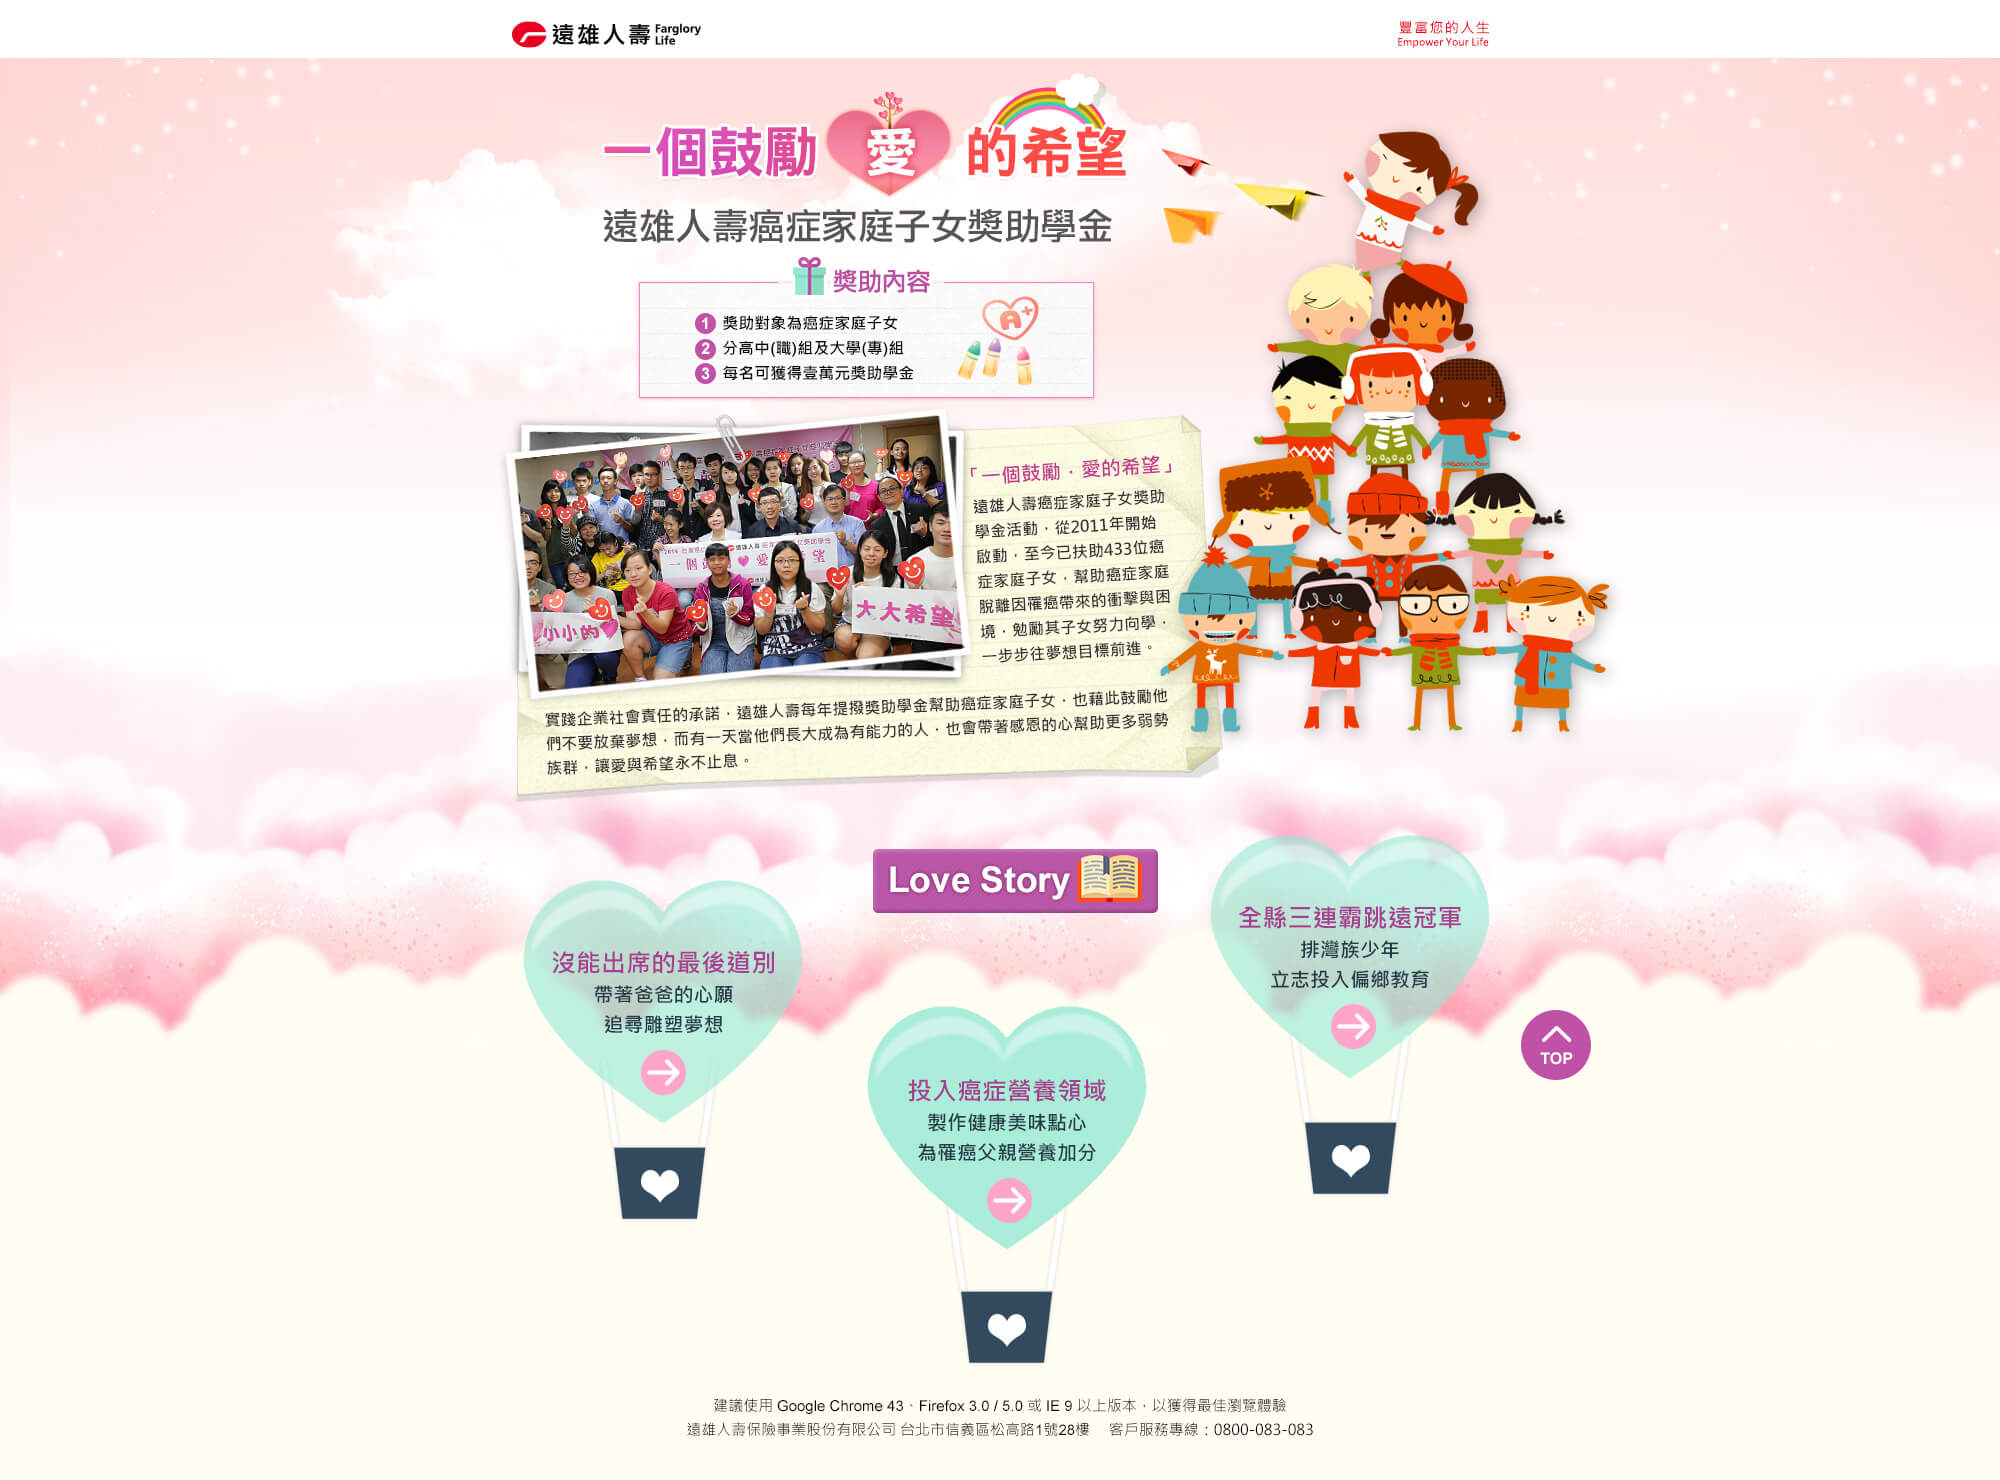 遠雄人壽 Farglory Life
豐富您的人生
Empower Your Life
一個鼓勵 愛 的希望
遠雄人壽癌症家庭子女獎助學金
獎助內容
1 獎助對象為癌症家庭子女
2 分高中(職)組及大學(專)組
3 每名可獲得壹萬元獎助學金
A+
小小的
大大希望
「一個鼓勵，愛的希望」
遠雄人壽癌症家庭子女獎助
學金活動，從2011年開始
啟動，至今已扶助433位癌
症家庭子女，幫助癌症家庭
脫離因罹癌帶來的衝擊與困
境，勉勵其子女努力向學，
一步步往夢想目標前進。
實踐企業社會責任的承諾，遠雄人壽每年提撥獎助學金幫助癌症家庭子女，也藉此鼓勵他
們不要放棄夢想，而有一天當他們長大成為有能力的人，也會帶著感恩的心幫助更多弱勢
族群，讓愛與希望永不止息。
Love Story
沒能出席的最後道別
帶著爸爸的心願
追尋雕塑夢想
投入癌症營養領域
製作健康美味點心
為罹癌父親營養加分
全縣三連霸跳遠冠軍
排灣族少年
立志投入偏鄉教育
TOP
建議使用 Google Chrome 43、Firefox 3.0 / 5.0 或 IE 9 以上版本，以獲得最佳瀏覽體驗
遠雄人壽保險事業股份有限公司 台北市信義區松高路1號28樓 客戶服務專線：0800-083-083